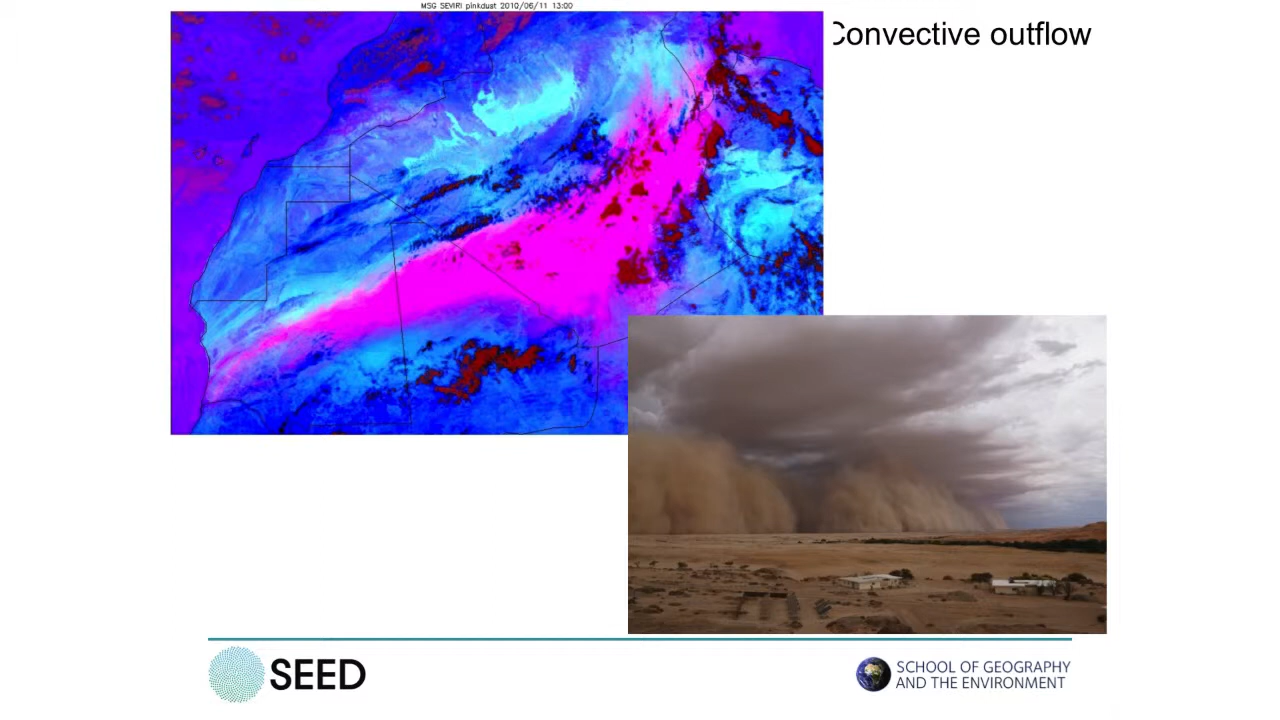 MSG SEVIRI pinkdust 2010/06/11 13:00
Convective outflow
SEED
SCHOOL OF GEOGRAPHY
AND THE ENVIRONMENT